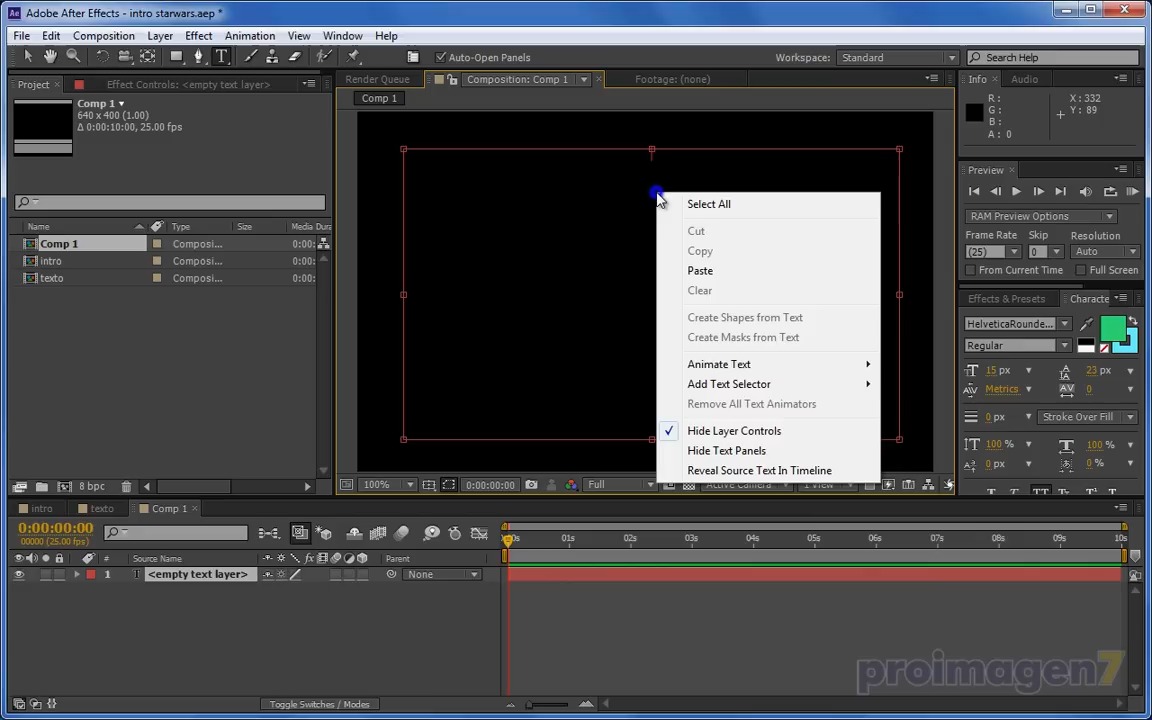 Adobe After Effects - intro starwars.aep *
File Edit Composition Layer Effect Animation View Window Help
Auto-Open Panels
Workspace: Standard
Search Help
Project
Effect Controls: <empty text layer>
Comp 1
640 x 400 (1.00)
Δ 0:00:10:00, 25.00 fps
Name Type Size Media Dura
Comp 1 Composi... 0:00:
intro Composi... 0:00:
texto Composi... 0:00:
8 bpc
Render Queue
Composition: Comp 1
Footage: (none)
Comp 1
Select All
Cut
Copy
Paste
Clear
Create Shapes from Text
Create Masks from Text
Animate Text
Add Text Selector
Remove All Text Animators
Hide Layer Controls
Hide Text Panels
Reveal Source Text In Timeline
100%
0:00:00:00
Full
Active Camera
1 View
Info
Audio
R:
G:
B:
A: 0
X: 332
Y: 89
Preview
RAM Preview Options
Frame Rate Skip Resolution
(25) 0 Auto
From Current Time Full Screen
Effects & Presets
Characte
HelveticaRounde...
Regular
15 px 23 px
Metrics 0
0 px Stroke Over Fill
100 % 100 %
0 px 0 %
intro
texto
Comp 1
0:00:00:00
00000 (25.00 fps)
# Source Name fx Parent
1 T <empty text layer> None
01s 02s 03s 04s 05s 06s 07s 08s 09s 10s
Toggle Switches / Modes
proimagen7